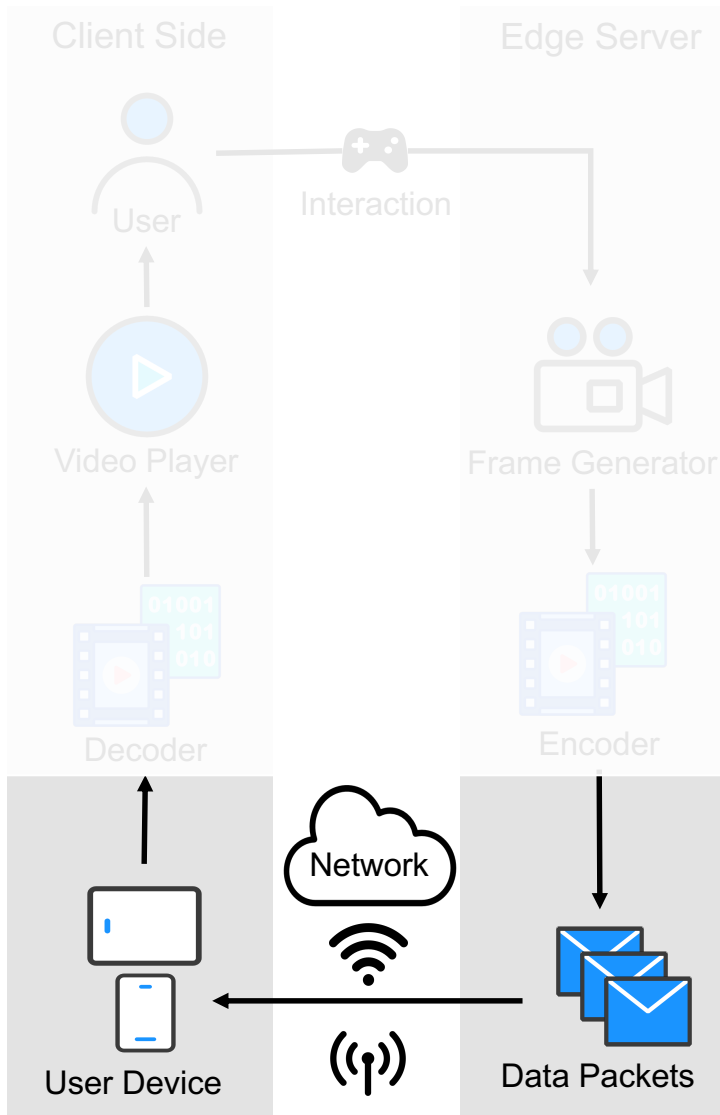 Client Side
Edge Server
Interaction
User
Video Player
Frame Generator
01001
101
010
01001
101
010
Decoder
Encoder
Network
User Device
Data Packets